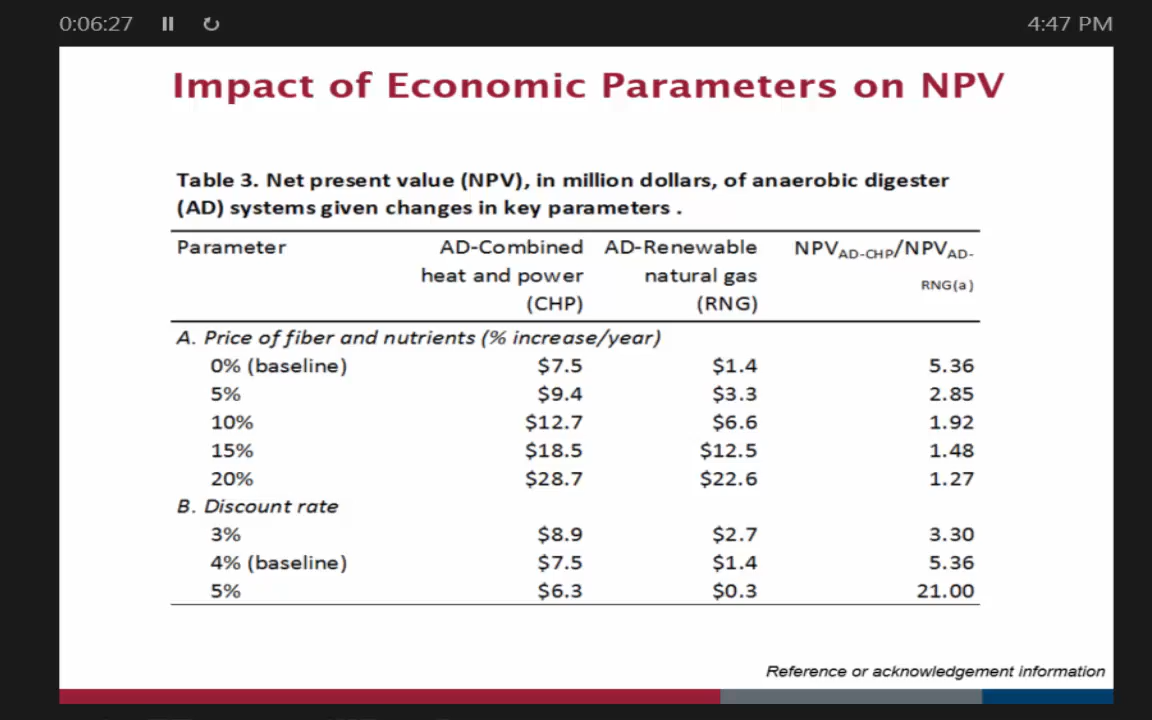 0:06:27 4:47 PM
Impact of Economic Parameters on NPV
Table 3. Net present value (NPV), in million dollars, of anaerobic digester
(AD) systems given changes in key parameters .
Parameter AD-Combined AD-Renewable NPVAD-CHP/NPVAD-
heat and power natural gas RNG(a)
(CHP) (RNG)
A. Price of fiber and nutrients (% increase/year)
0% (baseline) $7.5 $1.4 5.36
5% $9.4 $3.3 2.85
10% $12.7 $6.6 1.92
15% $18.5 $12.5 1.48
20% $28.7 $22.6 1.27
B. Discount rate
3% $8.9 $2.7 3.30
4% (baseline) $7.5 $1.4 5.36
5% $6.3 $0.3 21.00
Reference or acknowledgement information